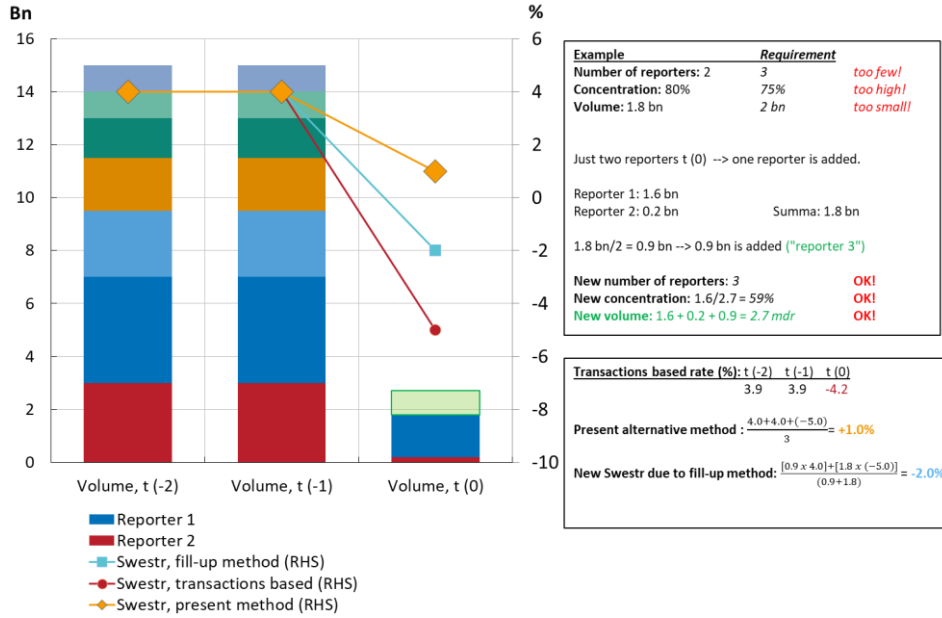 Bn
%
16
14
12
10
8
6
4
2
0
6
4
2
0
-2
-4
-6
-8
-10
Volume, t (-2) Volume, t (-1) Volume, t (0)
Reporter 1
Reporter 2
Swestr, fill-up method (RHS)
Swestr, transactions based (RHS)
Swestr, present method (RHS)
Example Requirement
Number of reporters: 2 3 too few!
Concentration: 80% 75% too high!
Volume: 1.8 bn 2 bn too small!
Just two reporters t (0) --> one reporter is added.
Reporter 1: 1.6 bn
Reporter 2: 0.2 bn Summa: 1.8 bn
1.8 bn/2 = 0.9 bn --> 0.9 bn is added ("reporter 3")
New number of reporters: 3 OK!
New concentration: 1.6/2.7 = 59% OK!
New volume: 1.6 + 0.2 + 0.9 = 2.7 mdr OK!
Transactions based rate (%): t (-2) t (-1) t (0)
3.9 3.9 -4.2
Present alternative method : 4.0+4.0+(−5.0) / 3 = +1.0%
New Swestr due to fill-up method: [0.9 x 4.0]+[1.8 x (−5.0)] / (0.9+1.8) = -2.0%